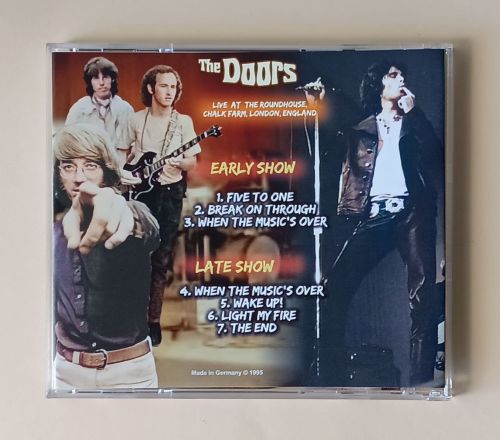 The DOORS
LIVE AT THE ROUNDHOUSE,
CHALK FARM, LONDON, ENGLAND
EARLY SHOW
1. FIVE TO ONE
2. BREAK ON THROUGH
3. WHEN THE MUSIC'S OVER
LATE SHOW
4. WHEN THE MUSIC'S OVER
5. WAKE UP!
6. LIGHT MY FIRE
7. THE END
Made in Germany © 1995